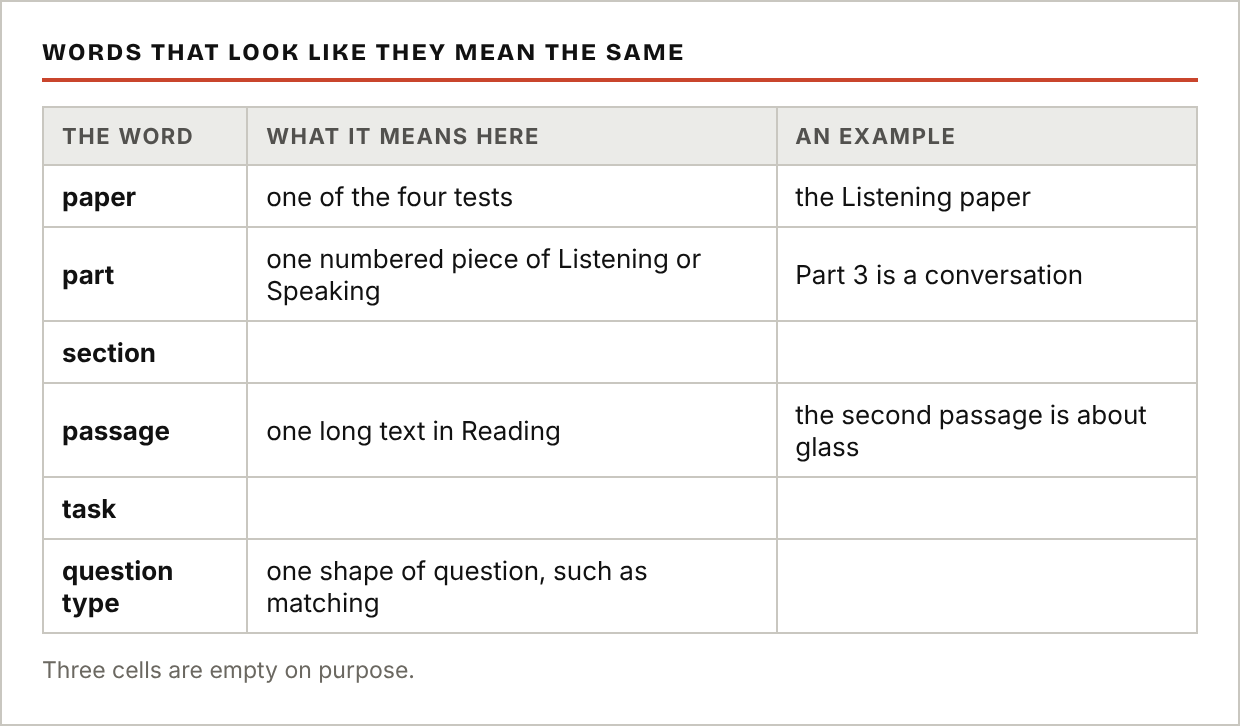 WORDS THAT LOOK LIKE THEY MEAN THE SAME
THE WORD
WHAT IT MEANS HERE
AN EXAMPLE
paper
one of the four tests
the Listening paper
part
one numbered piece of Listening or
Speaking
Part 3 is a conversation
section
passage
one long text in Reading
the second passage is about
glass
task
question
type
one shape of question, such as
matching
Three cells are empty on purpose.